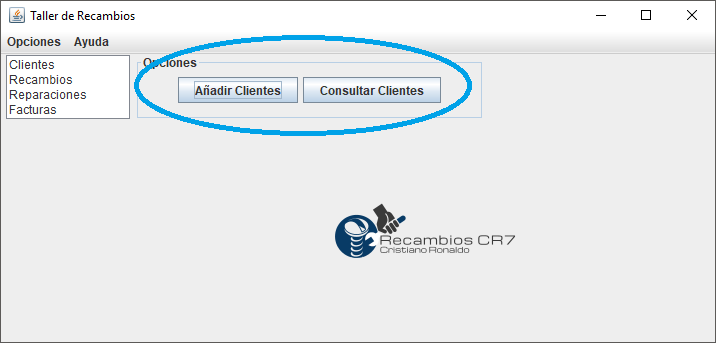 Taller de Recambios
Opciones Ayuda
Clientes
Recambios
Reparaciones
Facturas
Opciones
Añadir Clientes Consultar Clientes
Recambios CR7
Cristiano Ronaldo